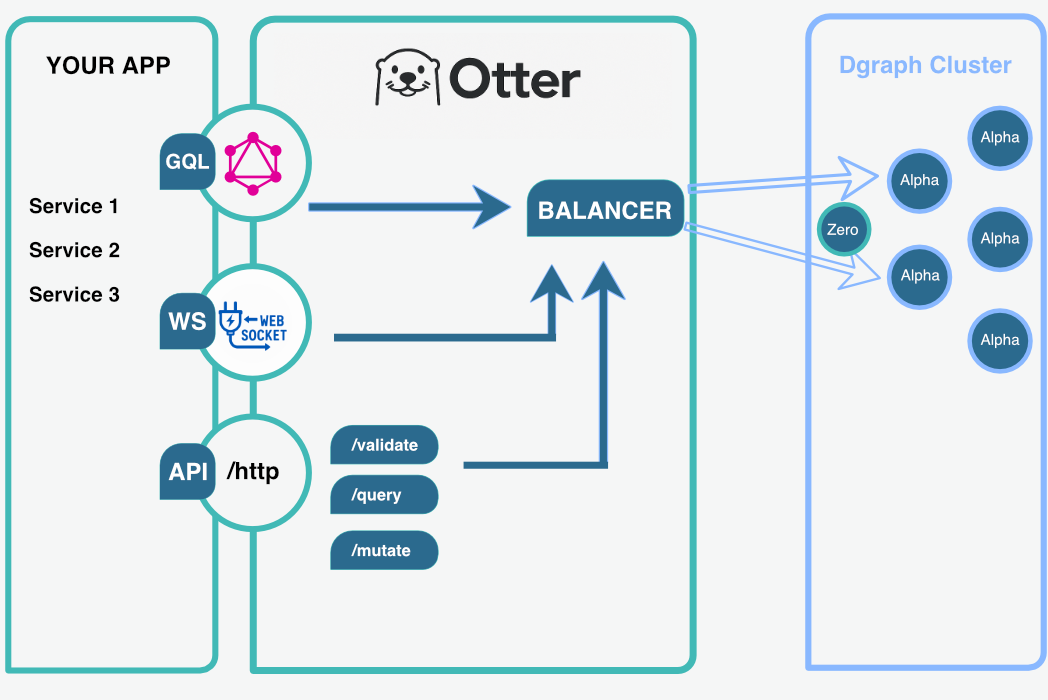 YOUR APP
Service 1
Service 2
Service 3
GQL
WS
WEB
SOCKET
API
/http
Otter
BALANCER
/validate
/query
/mutate
Dgraph Cluster
Alpha
Alpha
Zero
Alpha
Alpha
Alpha